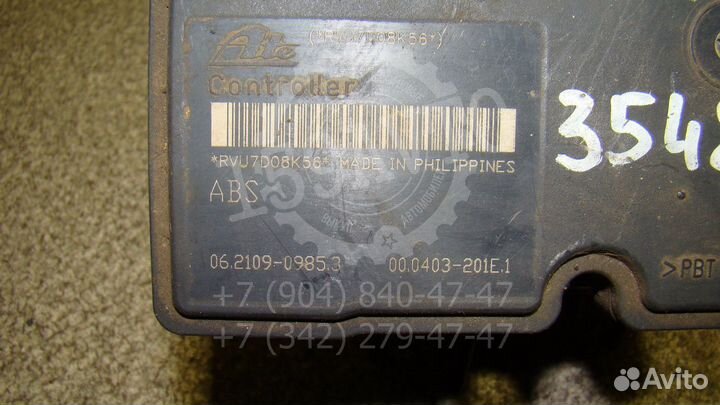 Ate
Controller
*RVU7D08K56* MADE IN PHILIPPINES
ABS
06.2109-0985.3 00.0403-201E.1
>PBT
354
+7 (904) 840-47-47
+7 (342) 279-47-47
Avito